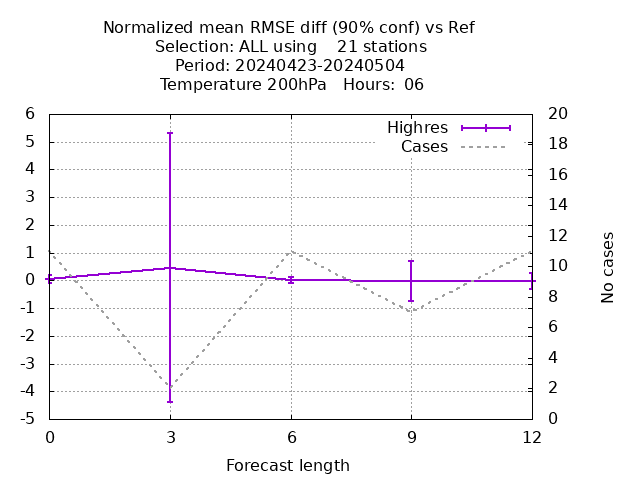 Normalized mean RMSE diff (90% conf) vs Ref
Selection: ALL using    21 stations
Period: 20240423-20240504
Temperature 200hPa   Hours:  06
Highres
Cases
6
5
4
3
2
1
0
-1
-2
-3
-4
-5
20
18
16
14
12
10
8
6
4
2
0
No cases
0 3 6 9 12
Forecast length